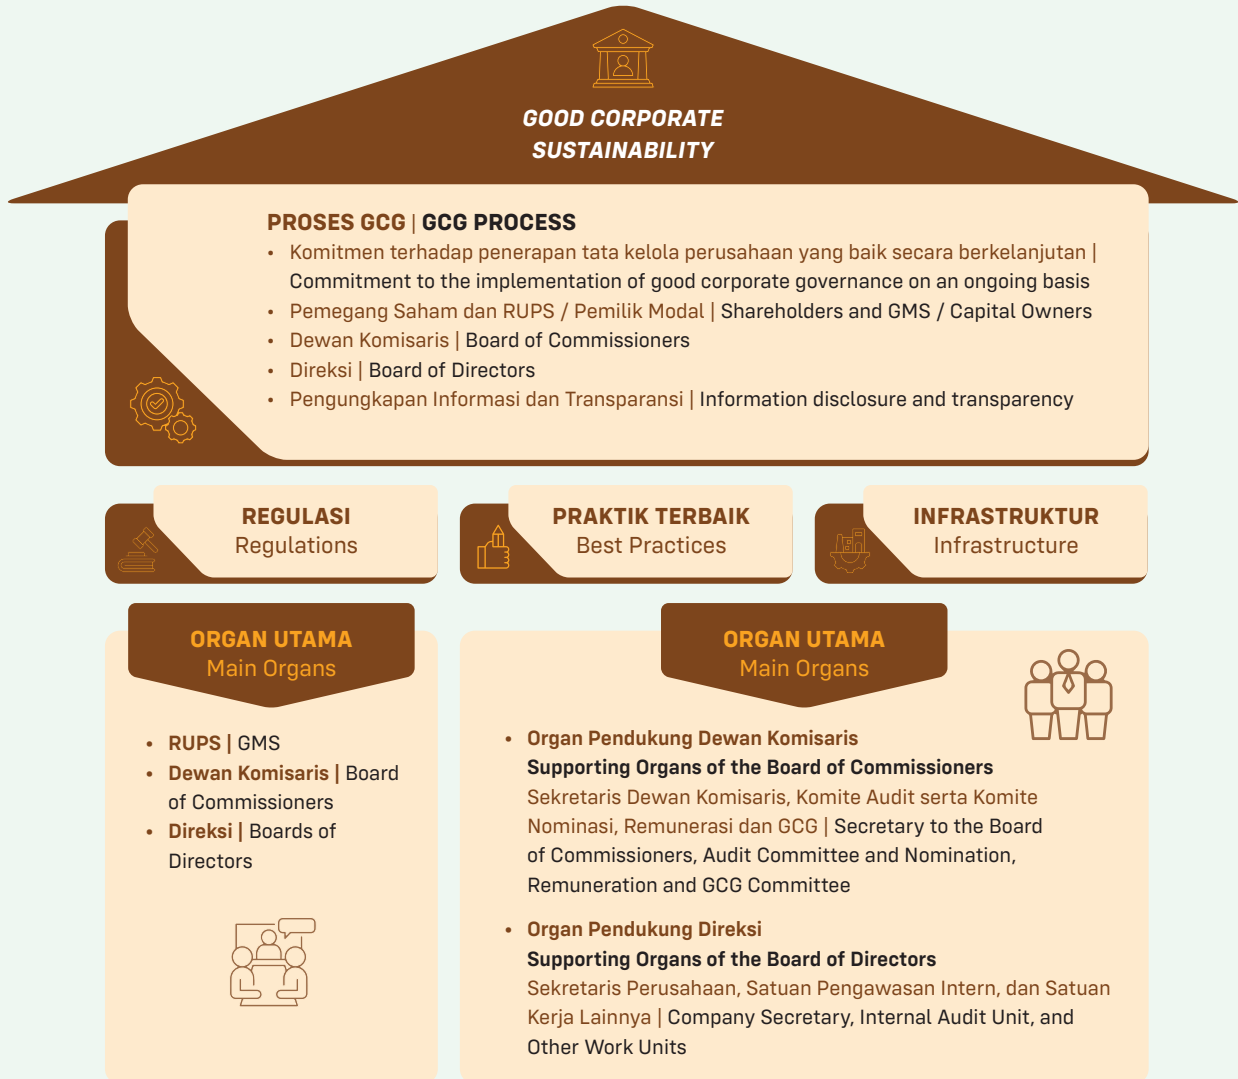 GOOD CORPORATE
SUSTAINABILITY
PROSES GCG | GCG PROCESS
• Komitmen terhadap penerapan tata kelola perusahaan yang baik secara berkelanjutan |
Commitment to the implementation of good corporate governance on an ongoing basis
• Pemegang Saham dan RUPS / Pemilik Modal | Shareholders and GMS / Capital Owners
• Dewan Komisaris | Board of Commissioners
• Direksi | Board of Directors
• Pengungkapan Informasi dan Transparansi | Information disclosure and transparency
REGULASI
Regulations
PRAKTIK TERBAIK
Best Practices
INFRASTRUKTUR
Infrastructure
ORGAN UTAMA
Main Organs
• RUPS | GMS
• Dewan Komisaris | Board
of Commissioners
• Direksi | Boards of
Directors
ORGAN UTAMA
Main Organs
• Organ Pendukung Dewan Komisaris
Supporting Organs of the Board of Commissioners
Sekretaris Dewan Komisaris, Komite Audit serta Komite
Nominasi, Remunerasi dan GCG | Secretary to the Board
of Commissioners, Audit Committee and Nomination,
Remuneration and GCG Committee
• Organ Pendukung Direksi
Supporting Organs of the Board of Directors
Sekretaris Perusahaan, Satuan Pengawasan Intern, dan Satuan
Kerja Lainnya | Company Secretary, Internal Audit Unit, and
Other Work Units